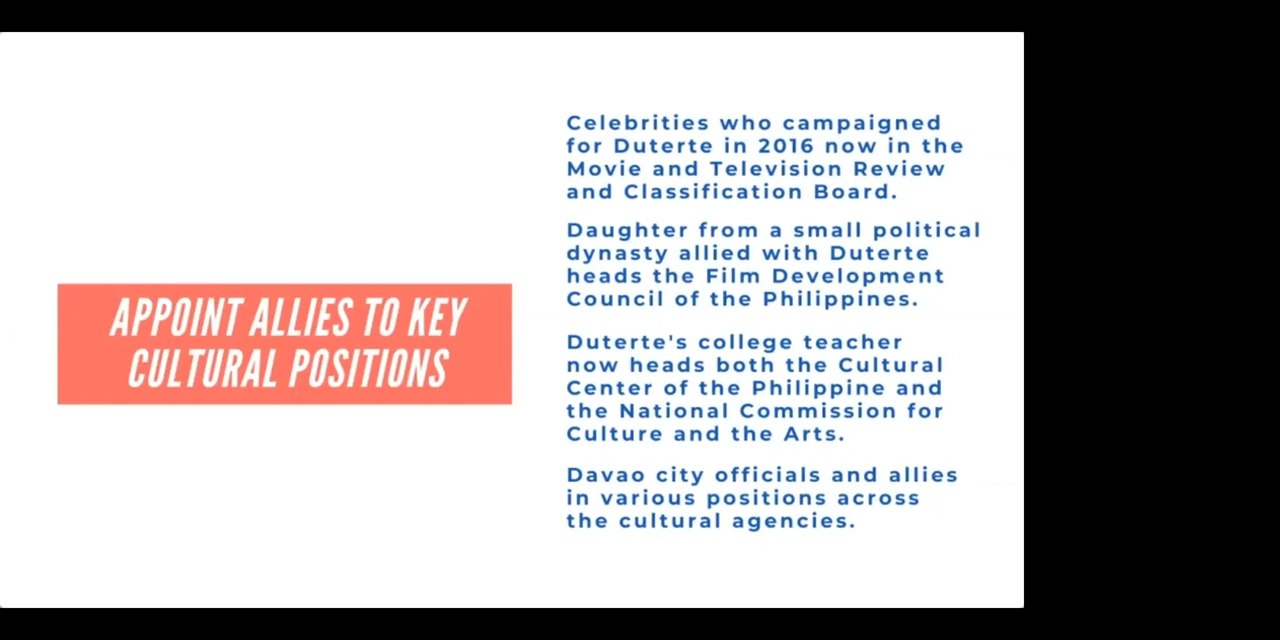 APPOINT ALLIES TO KEY
CULTURAL POSITIONS
Celebrities who campaigned
for Duterte in 2016 now in the
Movie and Television Review
and Classification Board.
Daughter from a small political
dynasty allied with Duterte
heads the Film Development
Council of the Philippines.
Duterte's college teacher
now heads both the Cultural
Center of the Philippine and
the National Commission for
Culture and the Arts.
Davao city officials and allies
in various positions across
the cultural agencies.